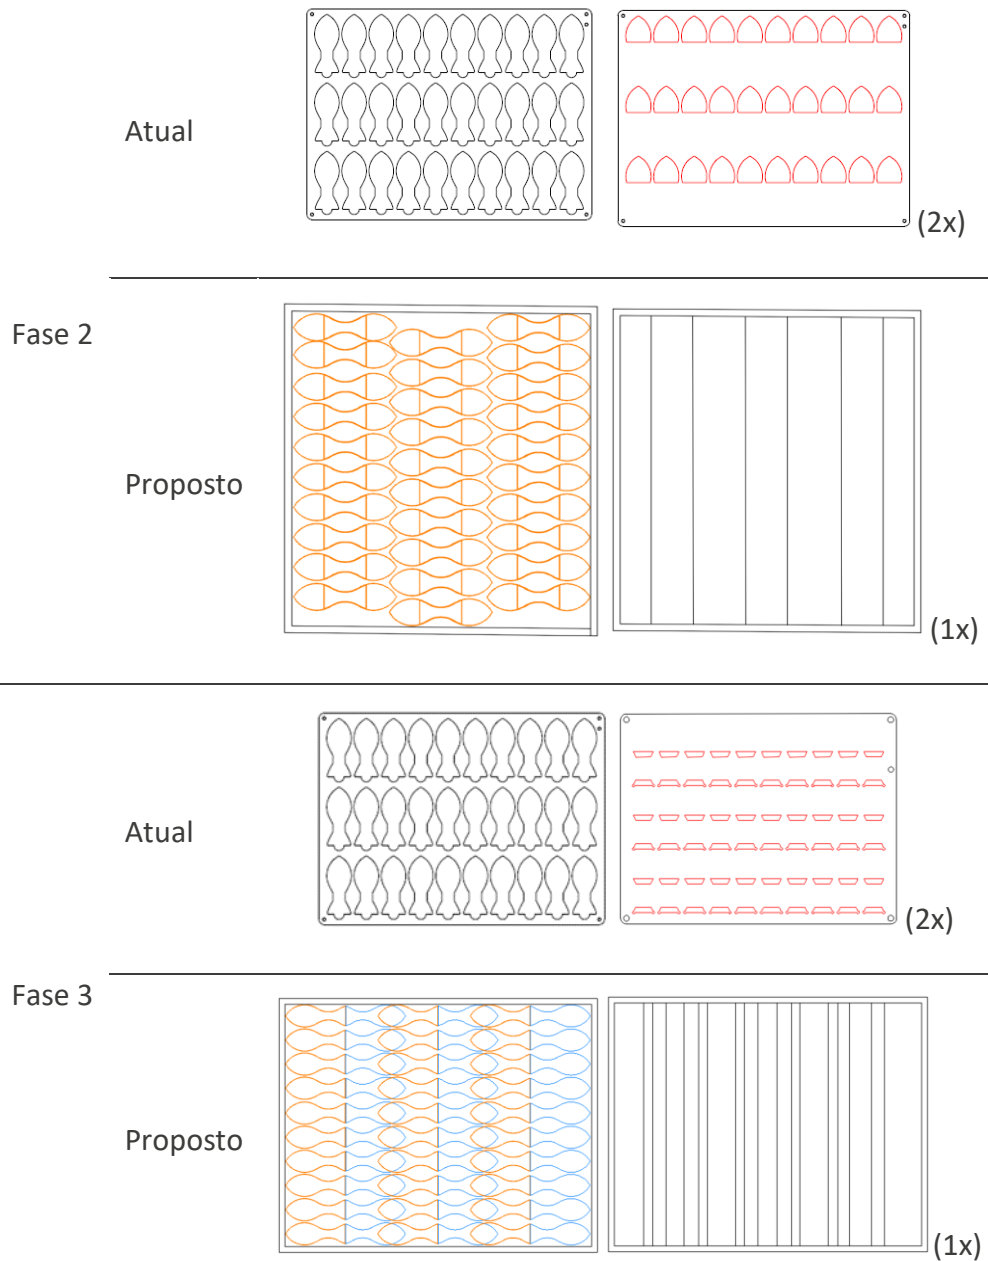 Atual
(2x)
Fase 2
Proposto
(1x)
Atual
(2x)
Fase 3
Proposto
(1x)